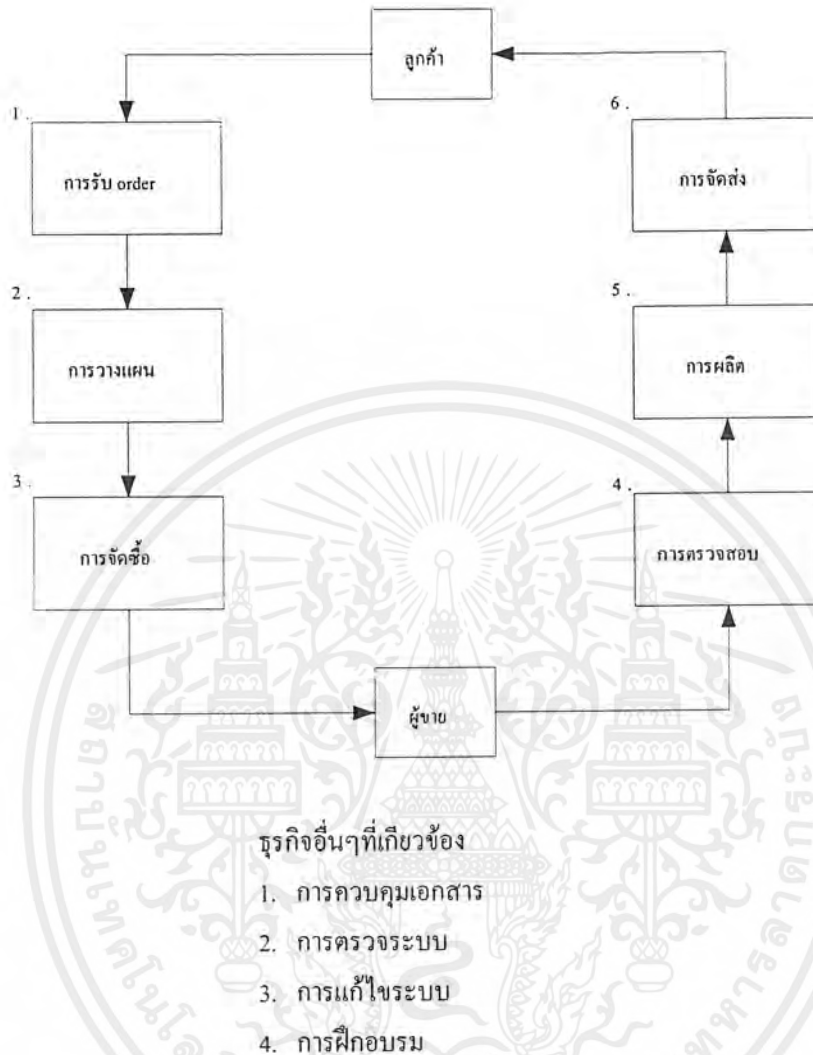 ลูกค้า
1 .
การรับ order
2 .
การวางแผน
3 .
การจัดซื้อ
ผู้ขาย
4 .
การตรวจสอบ
5 .
การผลิต
6 .
การจัดส่ง
ธุรกิจอื่นๆที่เกี่ยวข้อง
1. การควบคุมเอกสาร
2. การตรวจระบบ
3. การแก้ไขระบบ
4. การฝึกอบรม